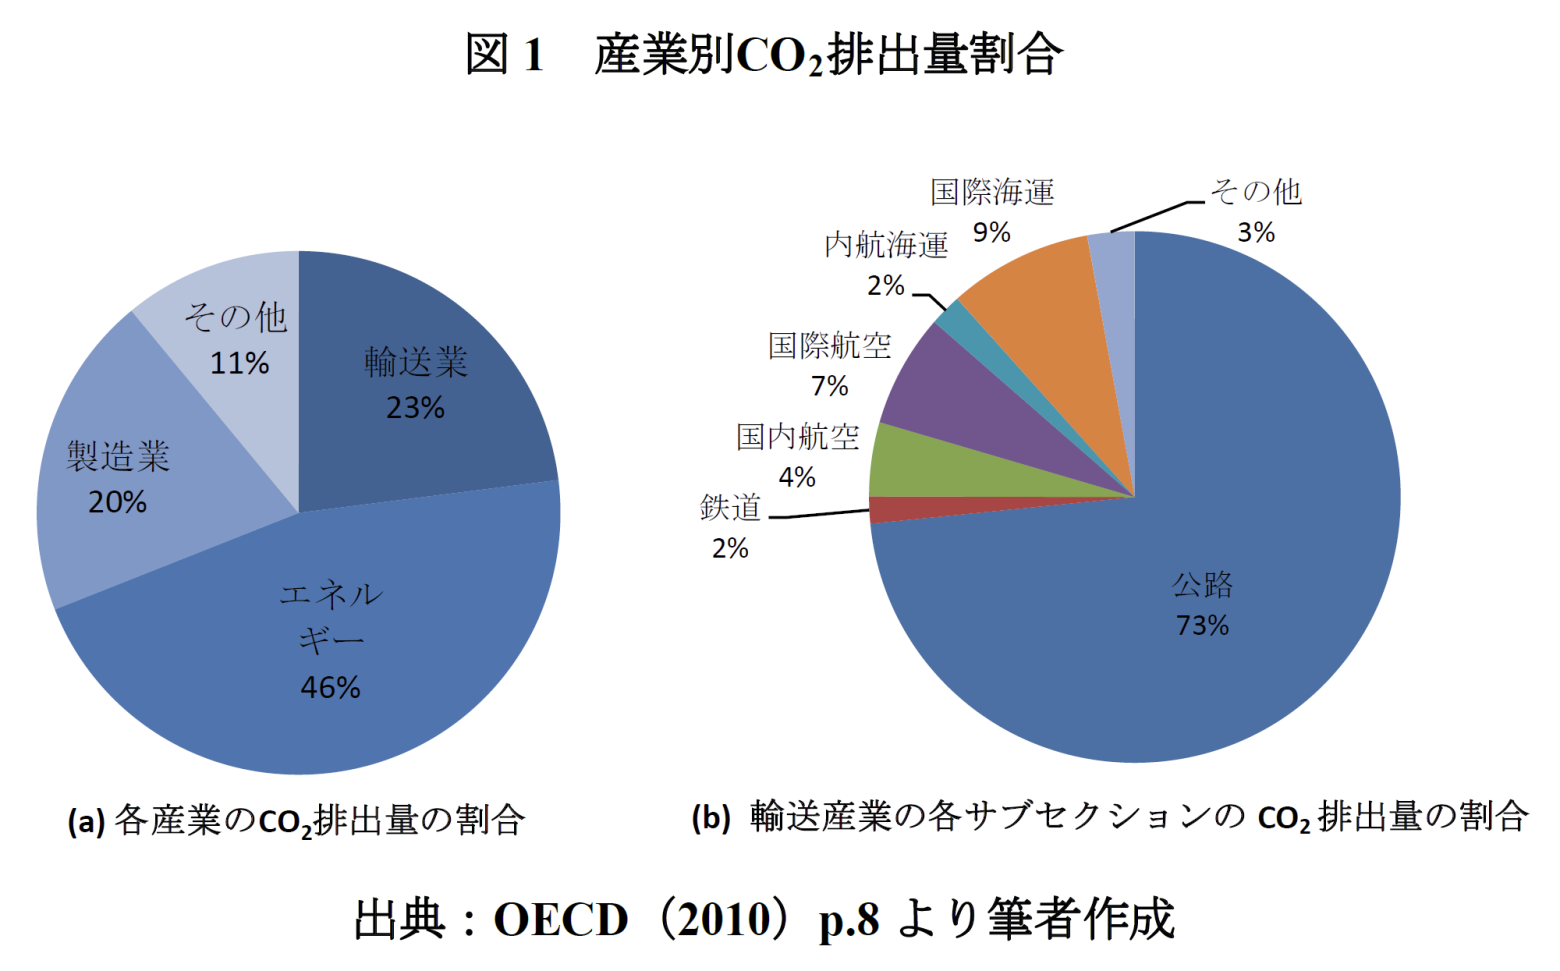 図 1　産業別CO₂排出量割合
その他
11%
輸送業
23%
製造業
20%
エネル
ギー
46%
(a) 各産業のCO₂排出量の割合
国際海運
9%
その他
3%
内航海運
2%
国際航空
7%
国内航空
4%
鉄道
2%
公路
73%
(b) 輸送産業の各サブセクションの CO₂ 排出量の割合
出典：OECD（2010）p.8 より筆者作成